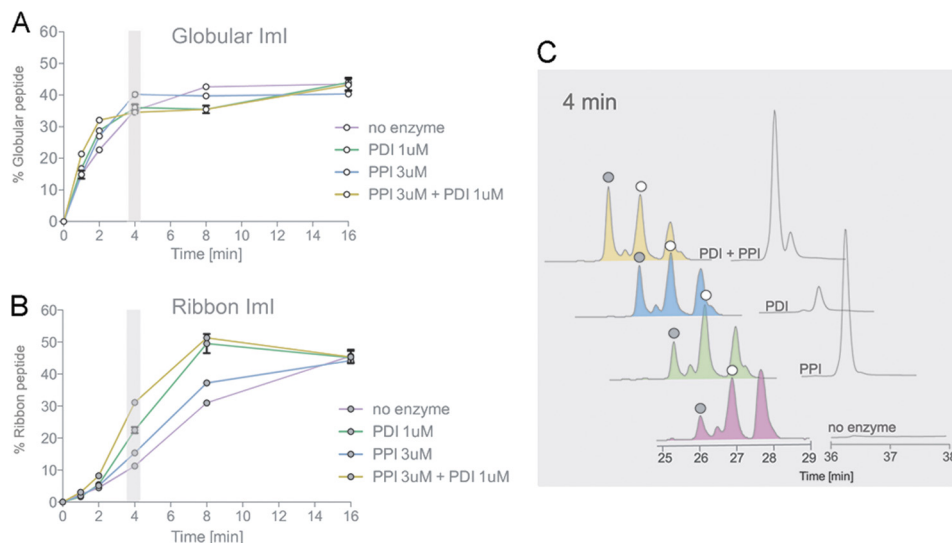 A
Globular ImI
% Globular peptide
60
50
40
30
20
10
0
0 2 4 6 8 10 12 14 16
Time [min]
no enzyme
PDI 1uM
PPI 3uM
PPI 3uM + PDI 1uM
B
Ribbon ImI
% Ribbon peptide
60
50
40
30
20
10
0
0 2 4 6 8 10 12 14 16
Time [min]
no enzyme
PDI 1uM
PPI 3uM
PPI 3uM + PDI 1uM
C
4 min
PDI + PPI
PDI
PPI
no enzyme
25 26 27 28 29 36 37 38
Time [min]